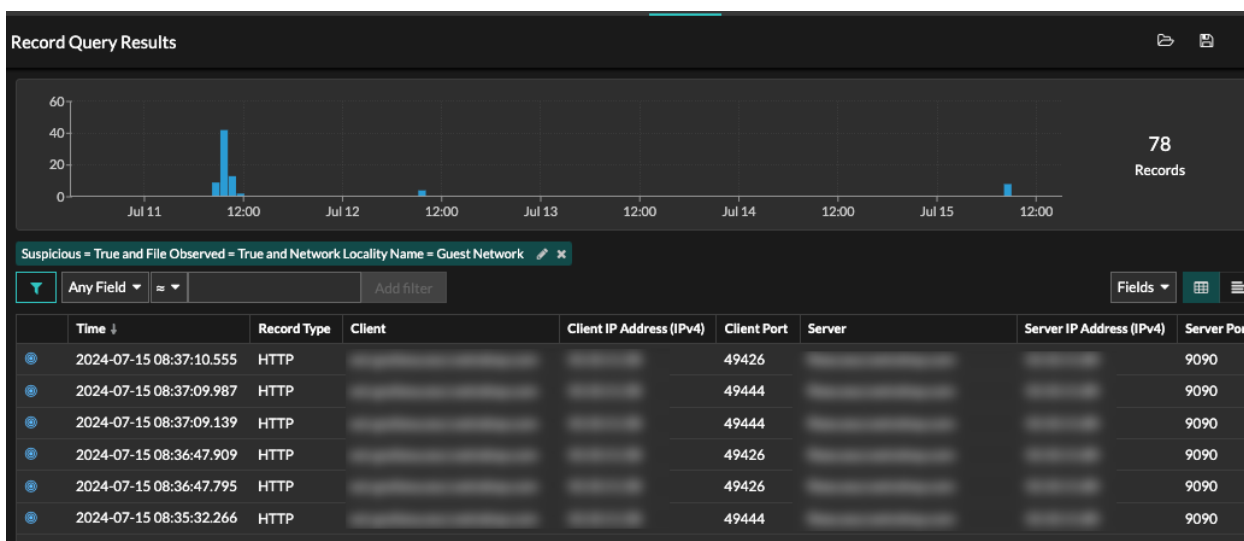 Record Query Results
60
40
20
0
Jul 11 12:00 Jul 12 12:00 Jul 13 12:00 Jul 14 12:00 Jul 15 12:00
78
Records
Suspicious = True and File Observed = True and Network Locality Name = Guest Network
Any Field ≈ Add filter Fields
Time ↓ Record Type Client Client IP Address (IPv4) Client Port Server Server IP Address (IPv4) Server Por
2024-07-15 08:37:10.555 HTTP 49426 9090
2024-07-15 08:37:09.987 HTTP 49444 9090
2024-07-15 08:37:09.139 HTTP 49444 9090
2024-07-15 08:36:47.909 HTTP 49426 9090
2024-07-15 08:36:47.795 HTTP 49426 9090
2024-07-15 08:35:32.266 HTTP 49444 9090